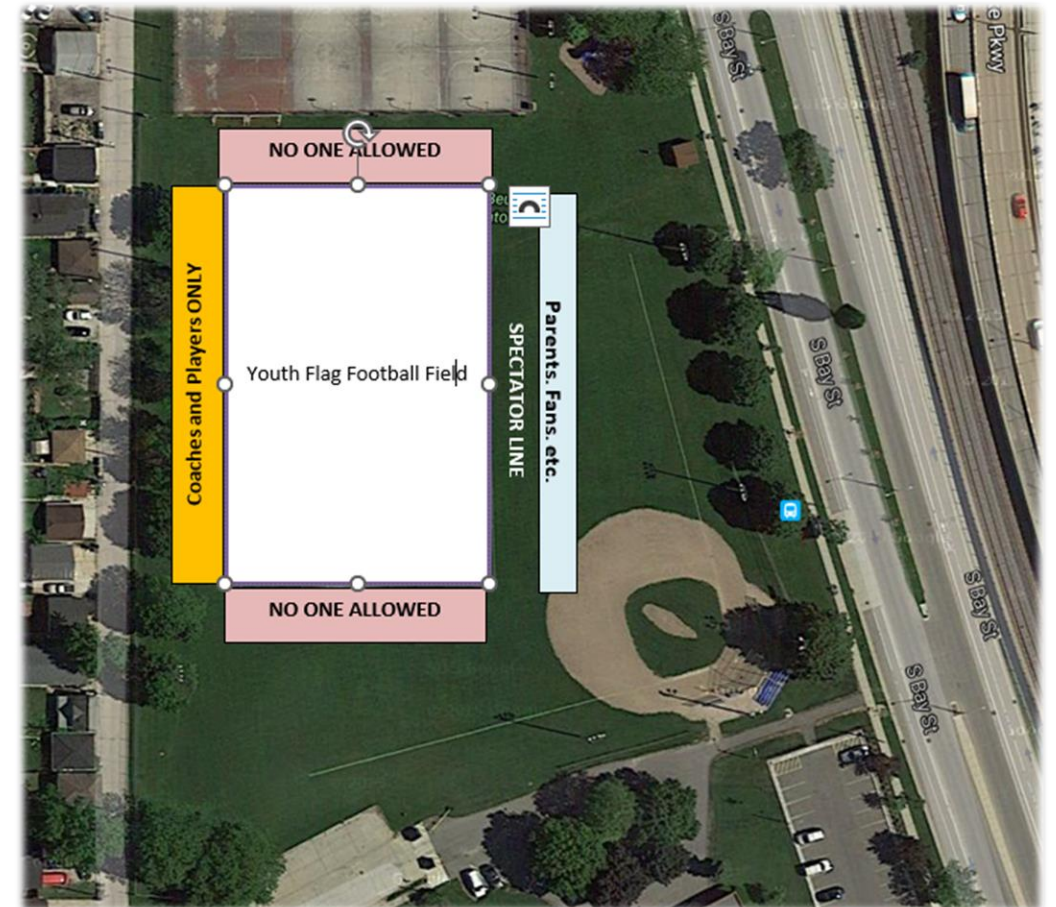 S Bay St
e Pkwy
NO ONE ALLOWED
Coaches and Players ONLY
Youth Flag Football Field
SPECTATOR LINE
Parents. Fans. etc.
S Bay St
NO ONE ALLOWED
S Bay St
S Bay St